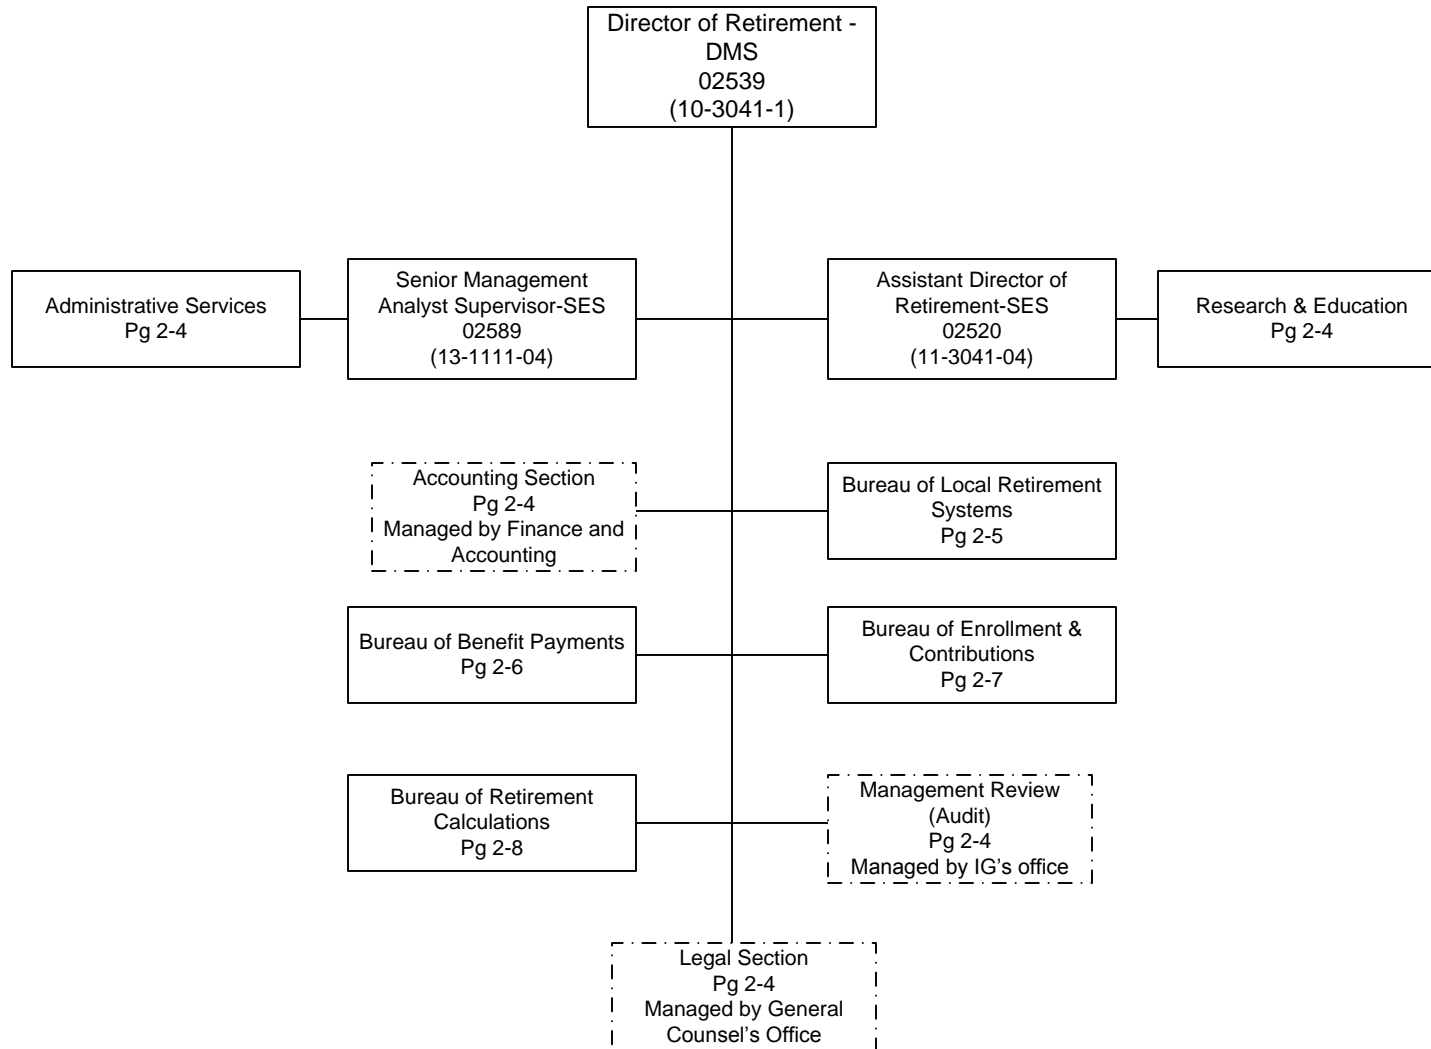 Director of Retirement -
DMS
02539
(10-3041-1)
Administrative Services
Pg 2-4
Senior Management
Analyst Supervisor-SES
02589
(13-1111-04)
Assistant Director of
Retirement-SES
02520
(11-3041-04)
Research & Education
Pg 2-4
Accounting Section
Pg 2-4
Managed by Finance and
Accounting
Bureau of Local Retirement
Systems
Pg 2-5
Bureau of Benefit Payments
Pg 2-6
Bureau of Enrollment &
Contributions
Pg 2-7
Bureau of Retirement
Calculations
Pg 2-8
Management Review
(Audit)
Pg 2-4
Managed by IG’s office
Legal Section
Pg 2-4
Managed by General
Counsel’s Office